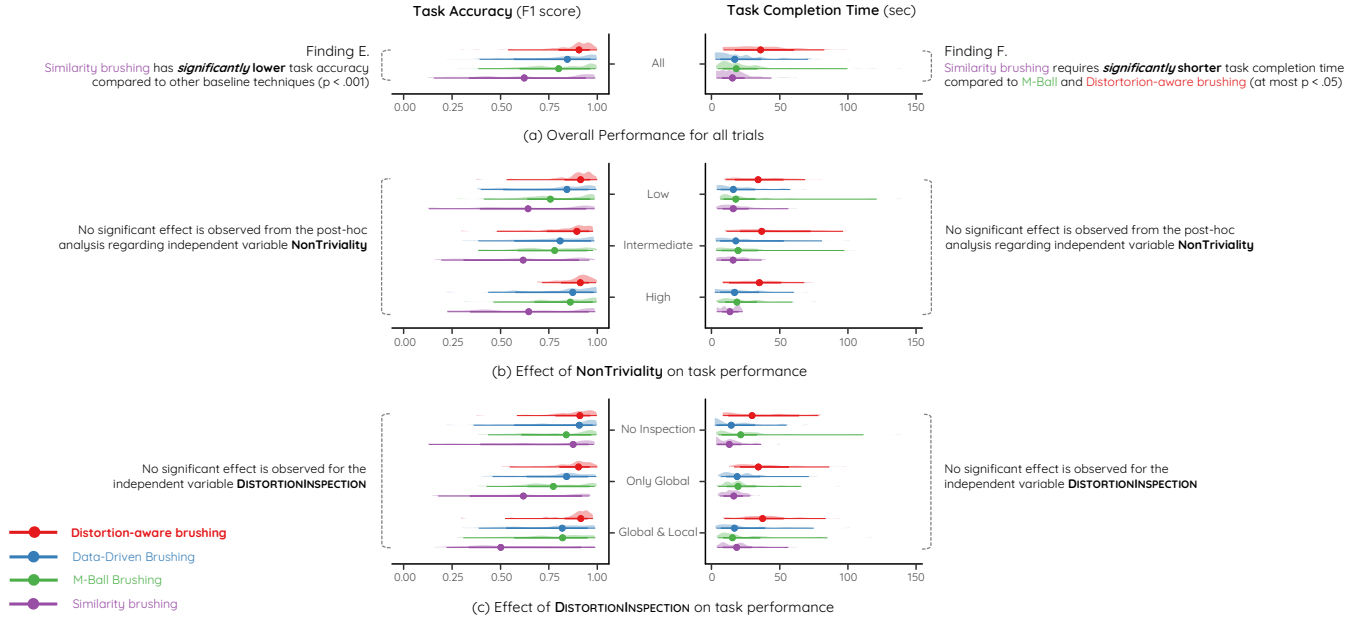 Task Accuracy (F1 score)
Task Completion Time (sec)
Finding E.
Similarity brushing has significantly lower task accuracy
compared to other baseline techniques (p < .001)
All
Finding F.
Similarity brushing requires significantly shorter task completion time
compared to M-Ball and Distortorion-aware brushing (at most p < .05)
0.00 0.25 0.50 0.75 1.00
0 50 100 150
(a) Overall Performance for all trials
Low
Intermediate
High
No significant effect is observed from the post-hoc
analysis regarding independent variable NonTriviality
No significant effect is observed from the post-hoc
analysis regarding independent variable NonTriviality
0.00 0.25 0.50 0.75 1.00
0 50 100 150
(b) Effect of NonTriviality on task performance
No Inspection
Only Global
Global & Local
No significant effect is observed for the
independent variable DISTORTIONINSPECTION
No significant effect is observed for the
independent variable DISTORTIONINSPECTION
Distortion-aware brushing
Data-Driven Brushing
M-Ball Brushing
Similarity brushing
0.00 0.25 0.50 0.75 1.00
0 50 100 150
(c) Effect of DISTORTIONINSPECTION on task performance